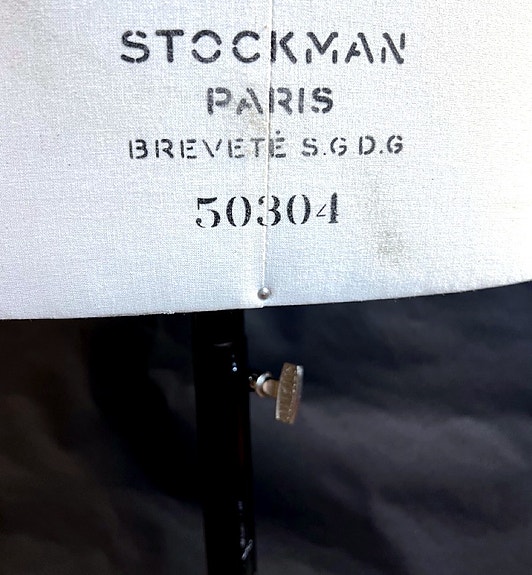 STOCKMAN
PARIS
BREVETÉ S.G D.G
50304